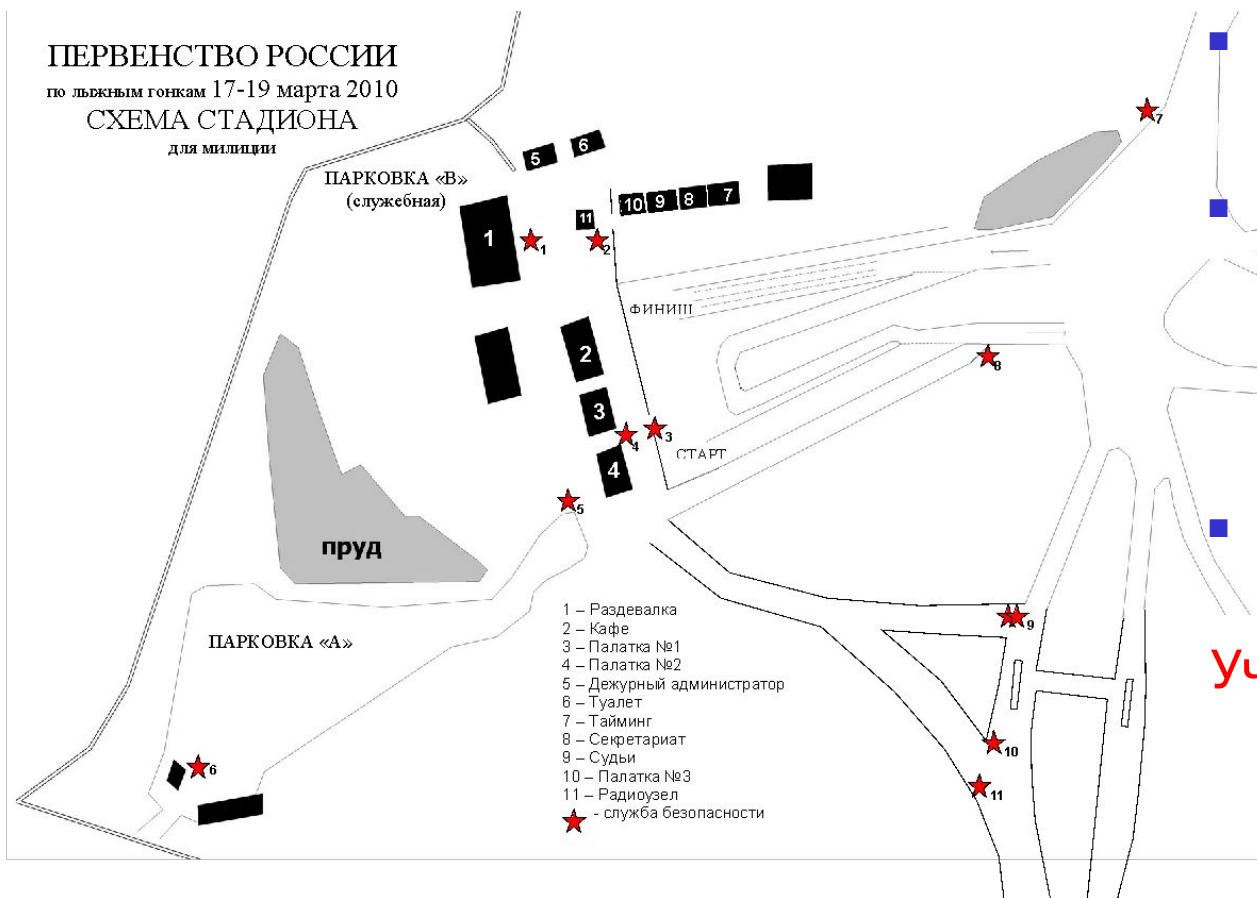 ПЕРВЕНСТВО РОССИИ
по лыжным гонкам 17-19 марта 2010
СХЕМА СТАДИОНА
для милиции
ПАРКОВКА «В»
(служебная)
5
6
10
9
8
7
11
1
1
2
7
ФИНИШ
2
3
4
3
8
4
СТАРТ
5
пруд
ПАРКОВКА «А»
6
1 – Раздевалка
2 – Кафе
3 – Палатка №1
4 – Палатка №2
5 – Дежурный администратор
6 – Туалет
7 – Тайминг
8 – Секретариат
9 – Судьи
10 – Палатка №3
11 – Радиоузел
- служба безопасности
9
10
11